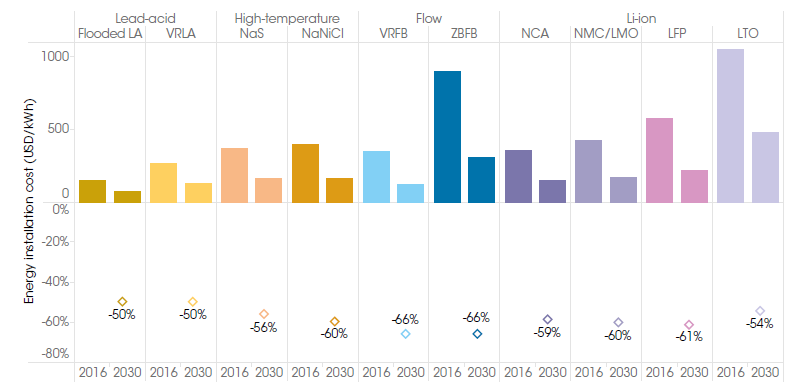 Lead-acid High-temperature Flow Li-ion
Flooded LA VRLA NaS NaNiCl VRFB ZBFB NCA NMC/LMO LFP LTO
Energy installation cost (USD/kWh)
1000
500
0
0%
-20%
-40%
-60%
-80%
-50% -50% -56% -60% -66% -66% -59% -60% -61% -54%
2016 2030 2016 2030 2016 2030 2016 2030 2016 2030 2016 2030 2016 2030 2016 2030 2016 2030 2016 2030